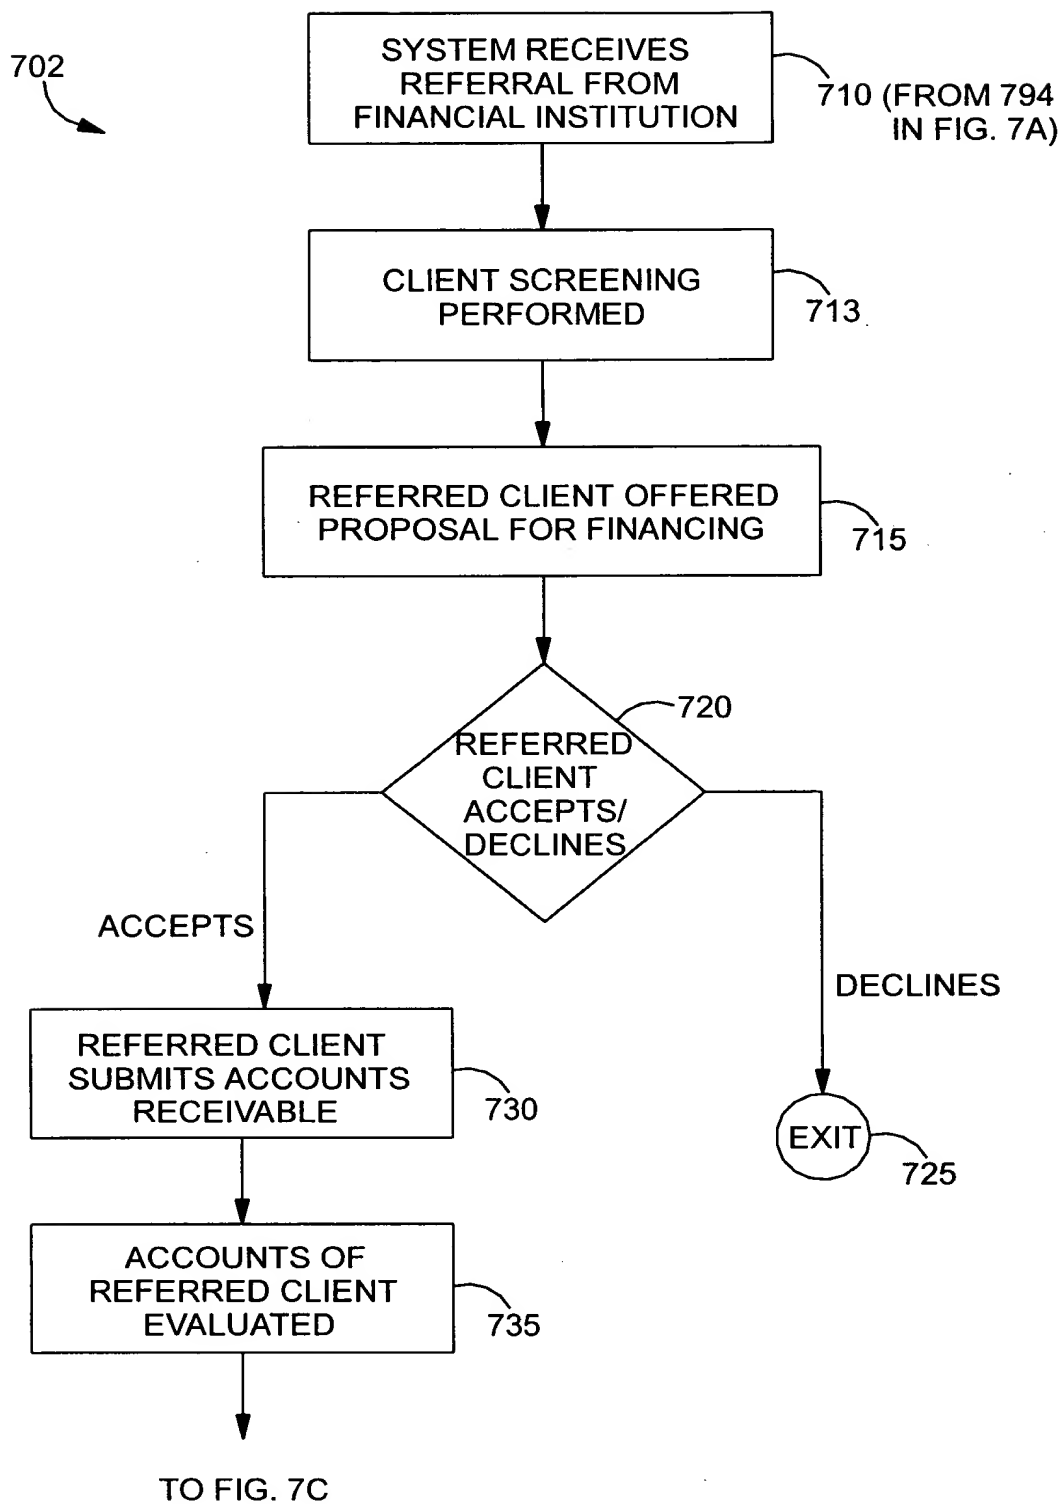 702
SYSTEM RECEIVES
REFERRAL FROM
FINANCIAL INSTITUTION
710 (FROM 794
IN FIG. 7A)
CLIENT SCREENING
PERFORMED
713
REFERRED CLIENT OFFERED
PROPOSAL FOR FINANCING
715
720
REFERRED
CLIENT
ACCEPTS/
DECLINES
ACCEPTS
DECLINES
REFERRED CLIENT
SUBMITS ACCOUNTS
RECEIVABLE
730
EXIT
725
ACCOUNTS OF
REFERRED CLIENT
EVALUATED
735
TO FIG. 7C